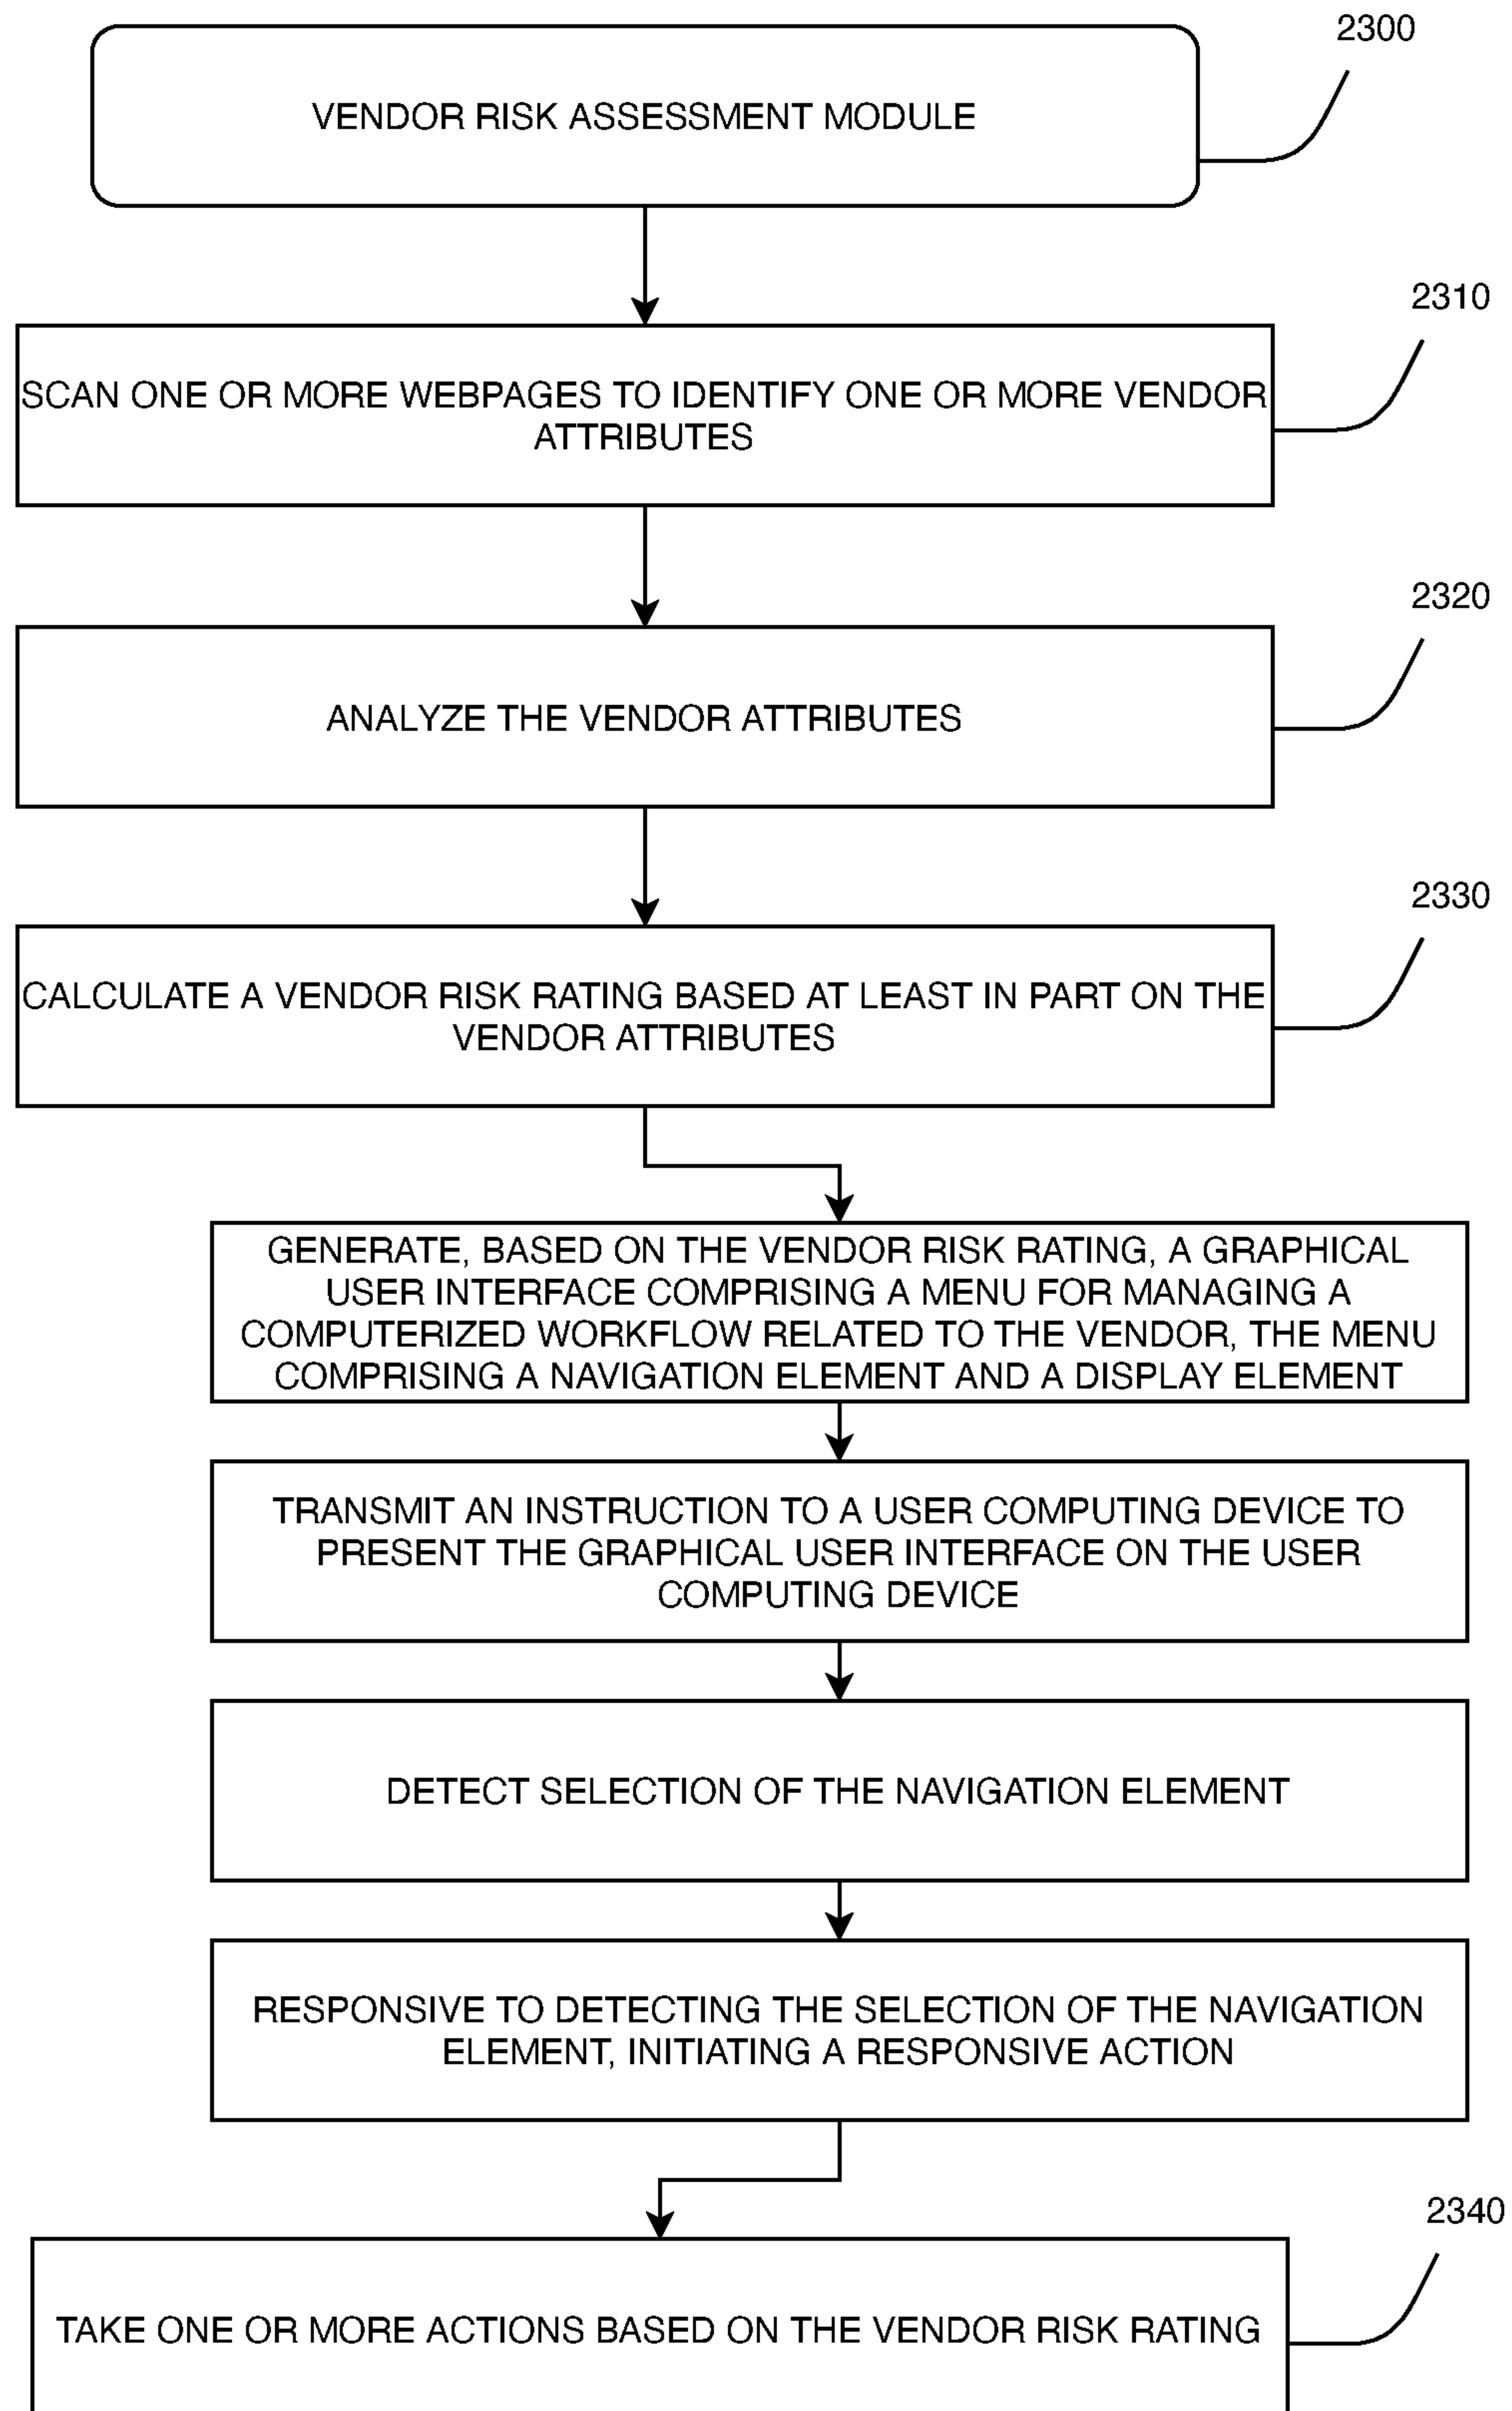 2300
VENDOR RISK ASSESSMENT MODULE
2310
SCAN ONE OR MORE WEBPAGES TO IDENTIFY ONE OR MORE VENDOR
ATTRIBUTES
2320
ANALYZE THE VENDOR ATTRIBUTES
2330
CALCULATE A VENDOR RISK RATING BASED AT LEAST IN PART ON THE
VENDOR ATTRIBUTES
GENERATE, BASED ON THE VENDOR RISK RATING, A GRAPHICAL
USER INTERFACE COMPRISING A MENU FOR MANAGING A
COMPUTERIZED WORKFLOW RELATED TO THE VENDOR, THE MENU
COMPRISING A NAVIGATION ELEMENT AND A DISPLAY ELEMENT
TRANSMIT AN INSTRUCTION TO A USER COMPUTING DEVICE TO
PRESENT THE GRAPHICAL USER INTERFACE ON THE USER
COMPUTING DEVICE
DETECT SELECTION OF THE NAVIGATION ELEMENT
RESPONSIVE TO DETECTING THE SELECTION OF THE NAVIGATION
ELEMENT, INITIATING A RESPONSIVE ACTION
2340
TAKE ONE OR MORE ACTIONS BASED ON THE VENDOR RISK RATING